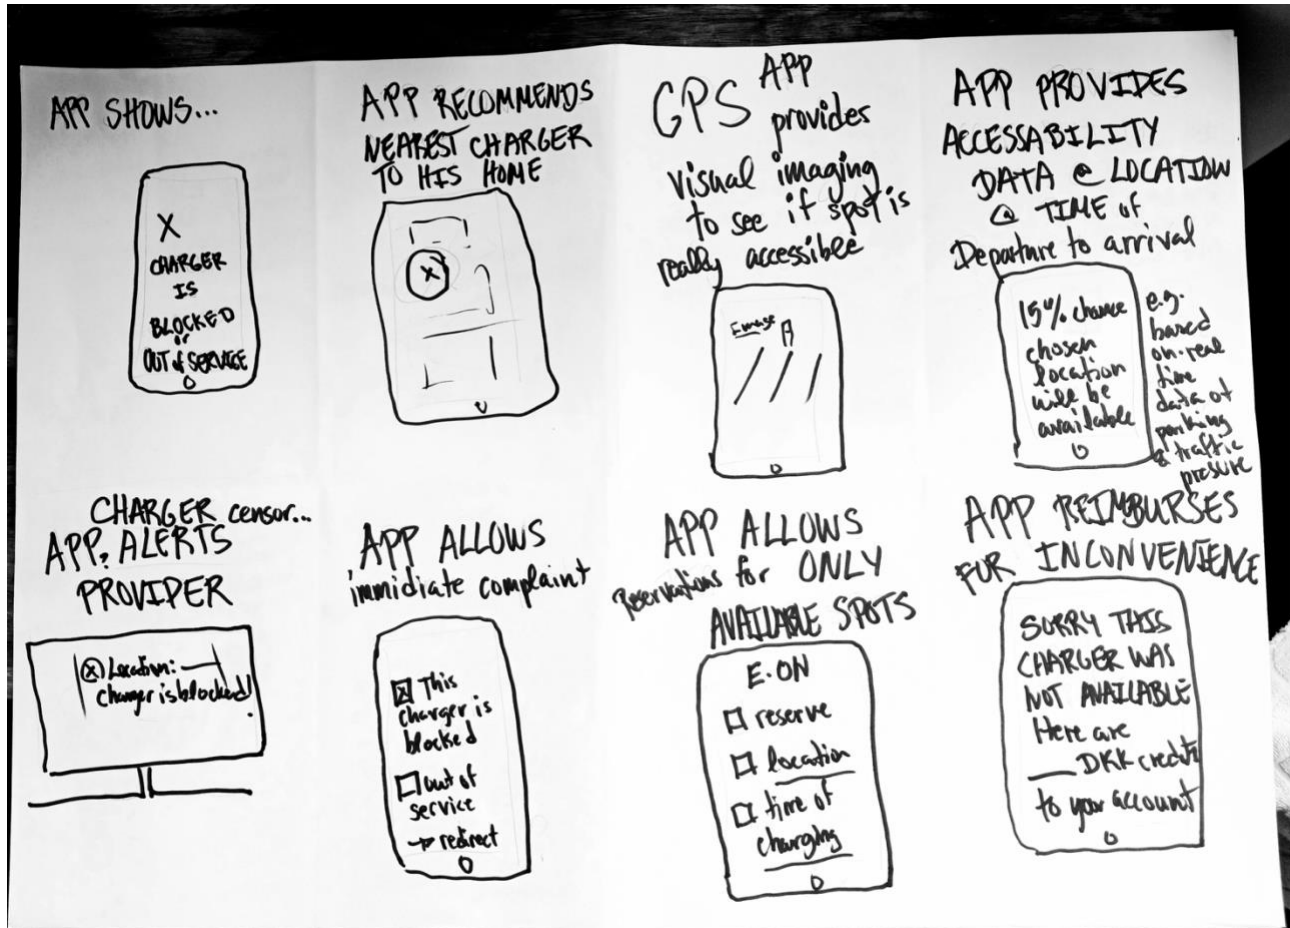 APP SHOWS...
X
CHARGER
IS
BLOCKED
or
OUT of SERVICE
APP RECOMMENDS
NEAREST CHARGER
TO HIS HOME
X
GPS APP
provides
visual imaging
to see if spot is
really accessible
APP PROVIDES
ACCESSABILITY
DATA @ LOCATION
@ TIME of
Departure to arrival
15% chance
chosen
location
will be
available
e.g.
based
on real
time
data of
parking
& traffic
presure
CHARGER censor...
APP. ALERTS
PROVIDER
X Location:
charger is blocked!
APP ALLOWS
immidiate complaint
X This
charger is
blocked
out of
service
→ redirect
APP ALLOWS
Reservations for ONLY
AVAILABLE SPOTS
E.ON
reserve
location
time of
charging
APP REIMBURSES
FOR INCONVENIENCE
SORRY THIS
CHARGER WAS
NOT AVAILABLE
Here are
___ DKK credits
to your account